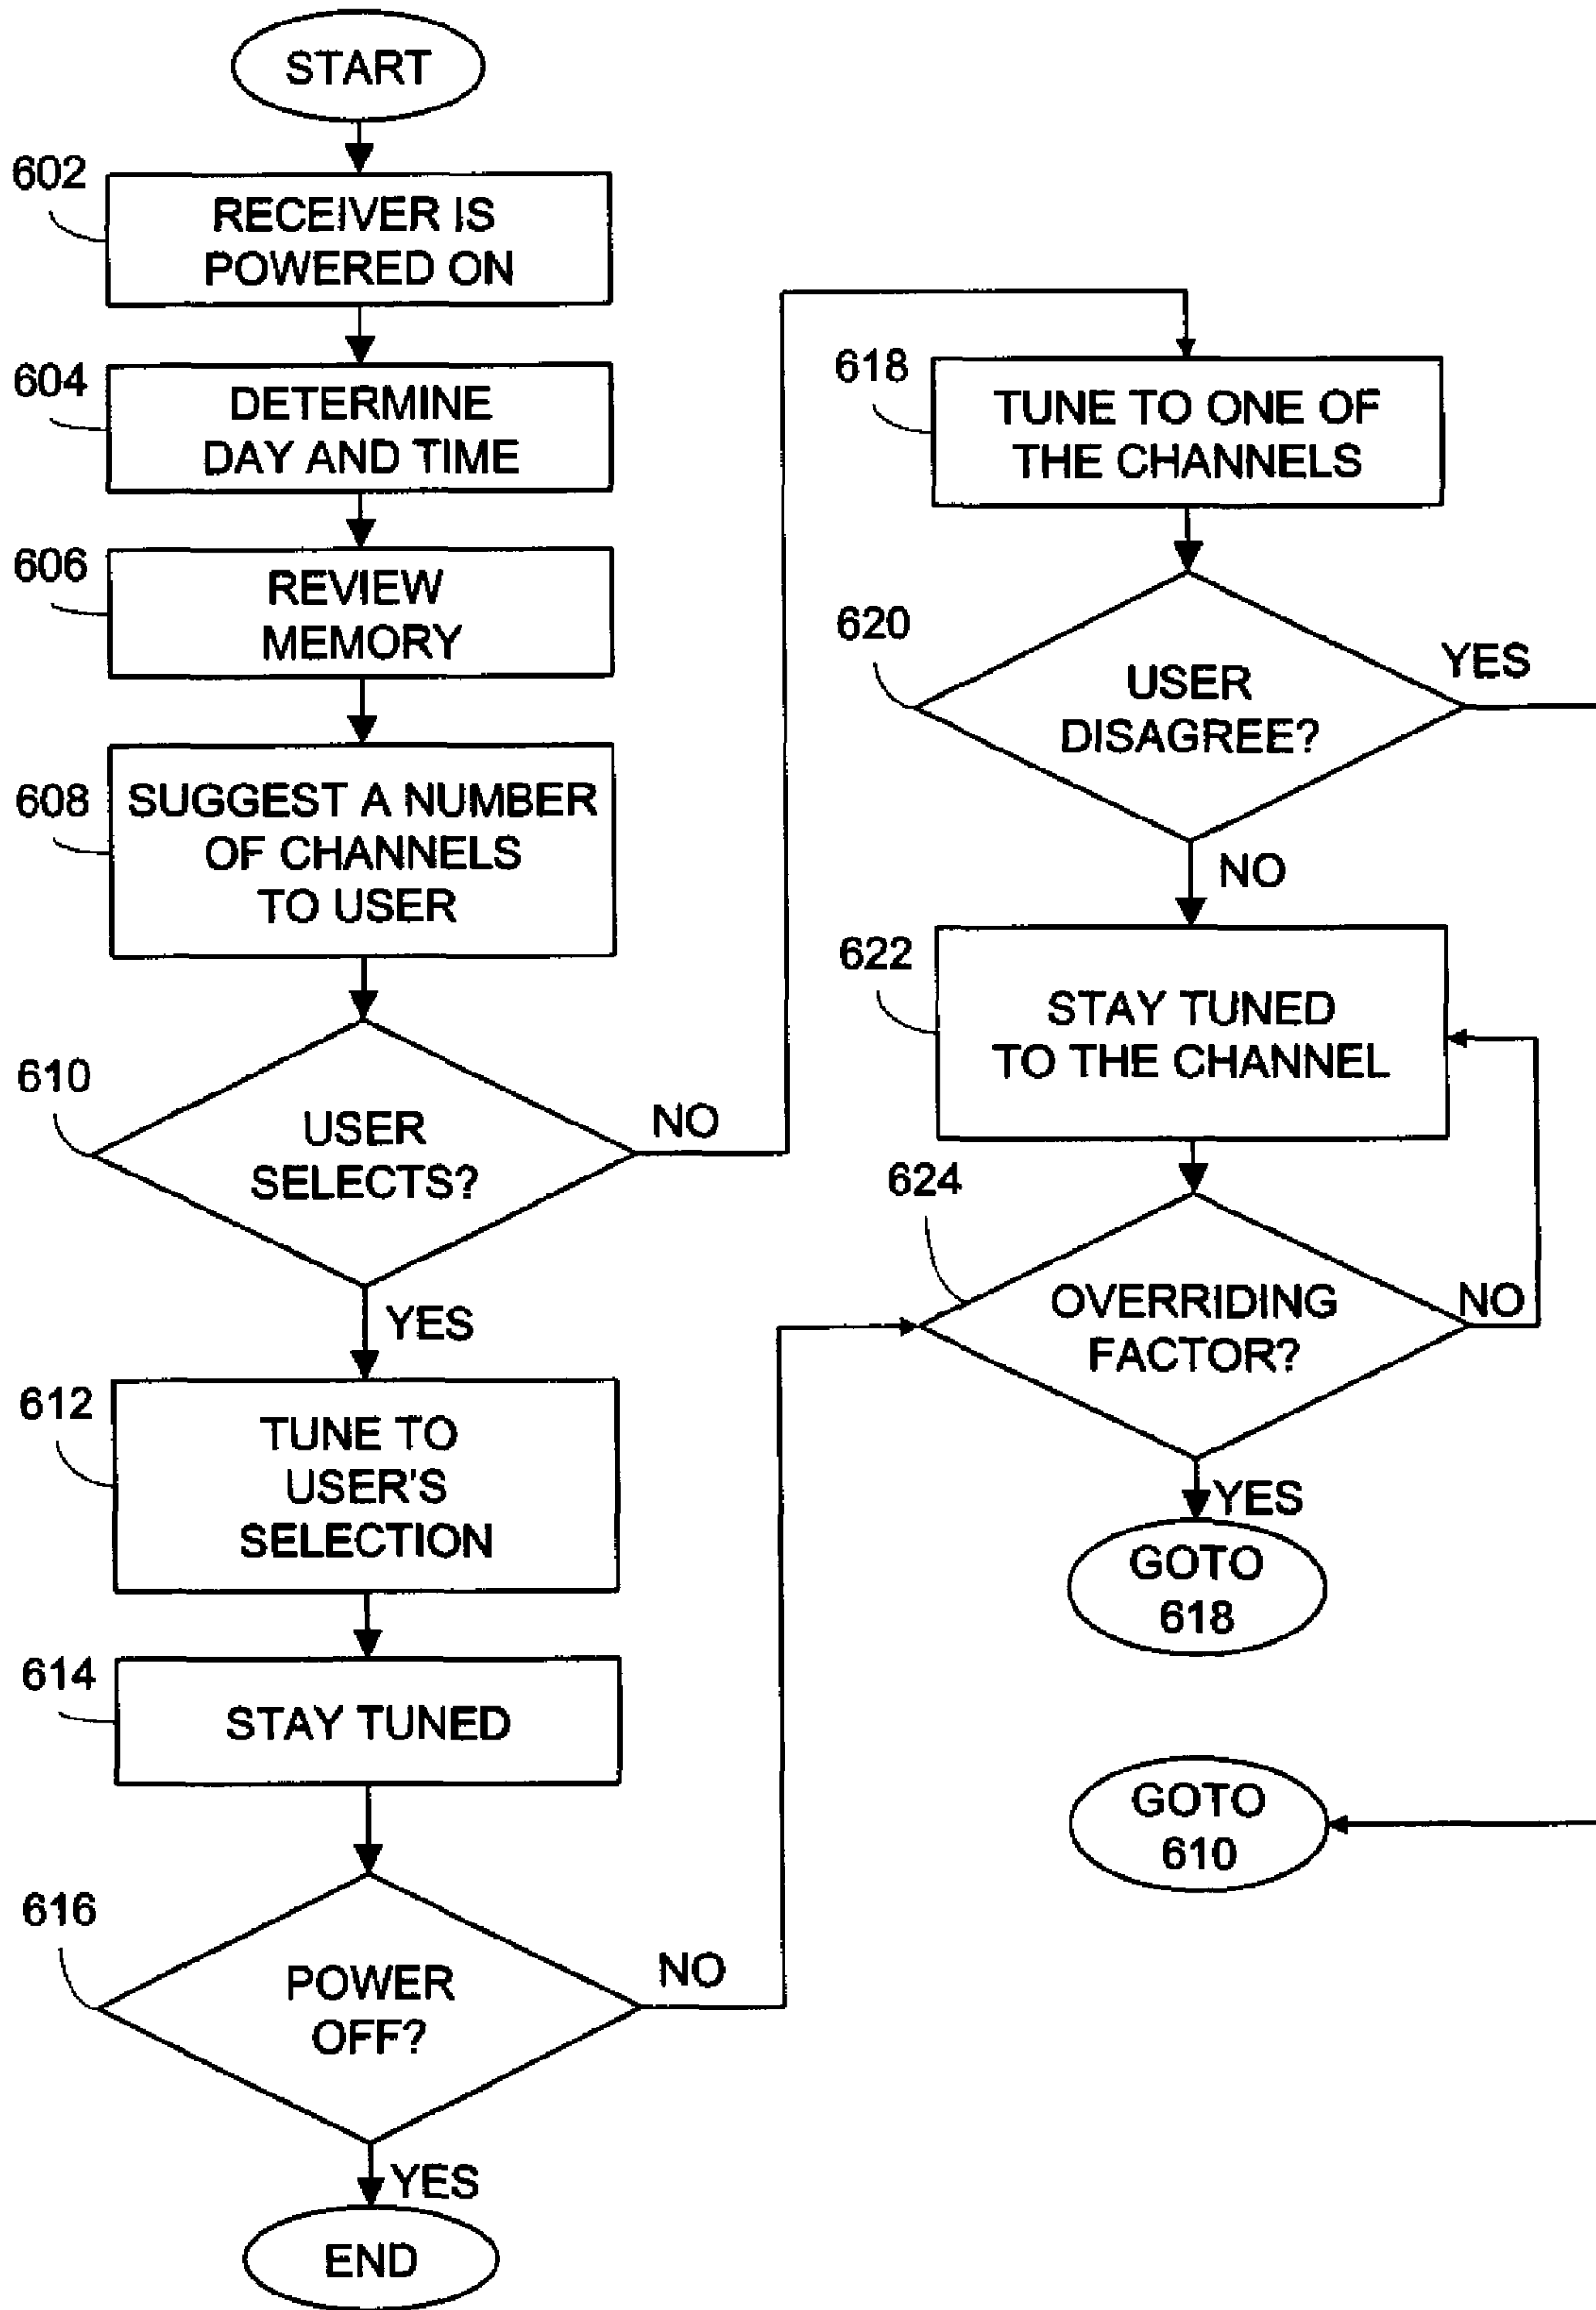 START
602
RECEIVER IS
POWERED ON
604
DETERMINE
DAY AND TIME
606
REVIEW
MEMORY
608
SUGGEST A NUMBER
OF CHANNELS
TO USER
610
USER
SELECTS?
NO
YES
612
TUNE TO
USER'S
SELECTION
614
STAY TUNED
616
POWER
OFF?
NO
YES
END
618
TUNE TO ONE OF
THE CHANNELS
620
USER
DISAGREE?
YES
NO
622
STAY TUNED
TO THE CHANNEL
624
OVERRIDING
FACTOR?
NO
YES
GOTO
618
GOTO
610